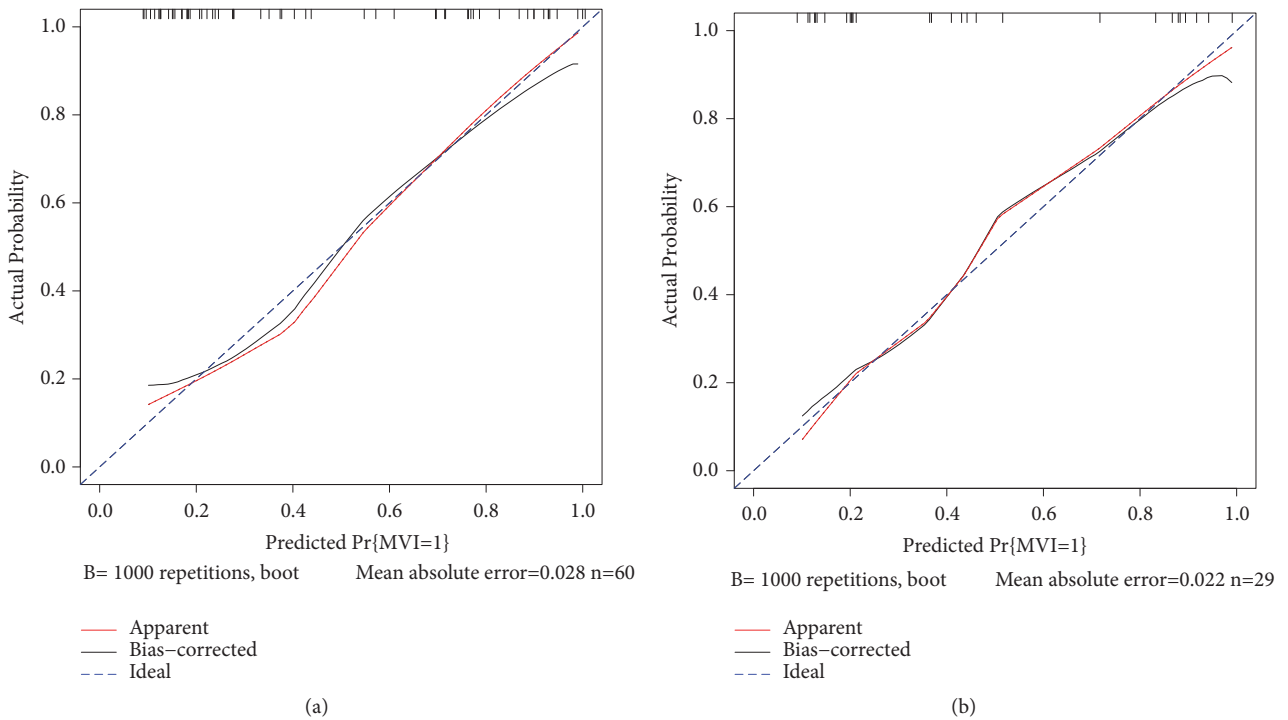 1.0
0.8
0.6
0.4
0.2
0.0
Actual Probability
0.0 0.2 0.4 0.6 0.8 1.0
Predicted Pr{MVI=1}
B= 1000 repetitions, boot Mean absolute error=0.028 n=60
Apparent
Bias−corrected
Ideal
(a)
1.0
0.8
0.6
0.4
0.2
0.0
Actual Probability
0.0 0.2 0.4 0.6 0.8 1.0
Predicted Pr{MVI=1}
B= 1000 repetitions, boot Mean absolute error=0.022 n=29
Apparent
Bias−corrected
Ideal
(b)